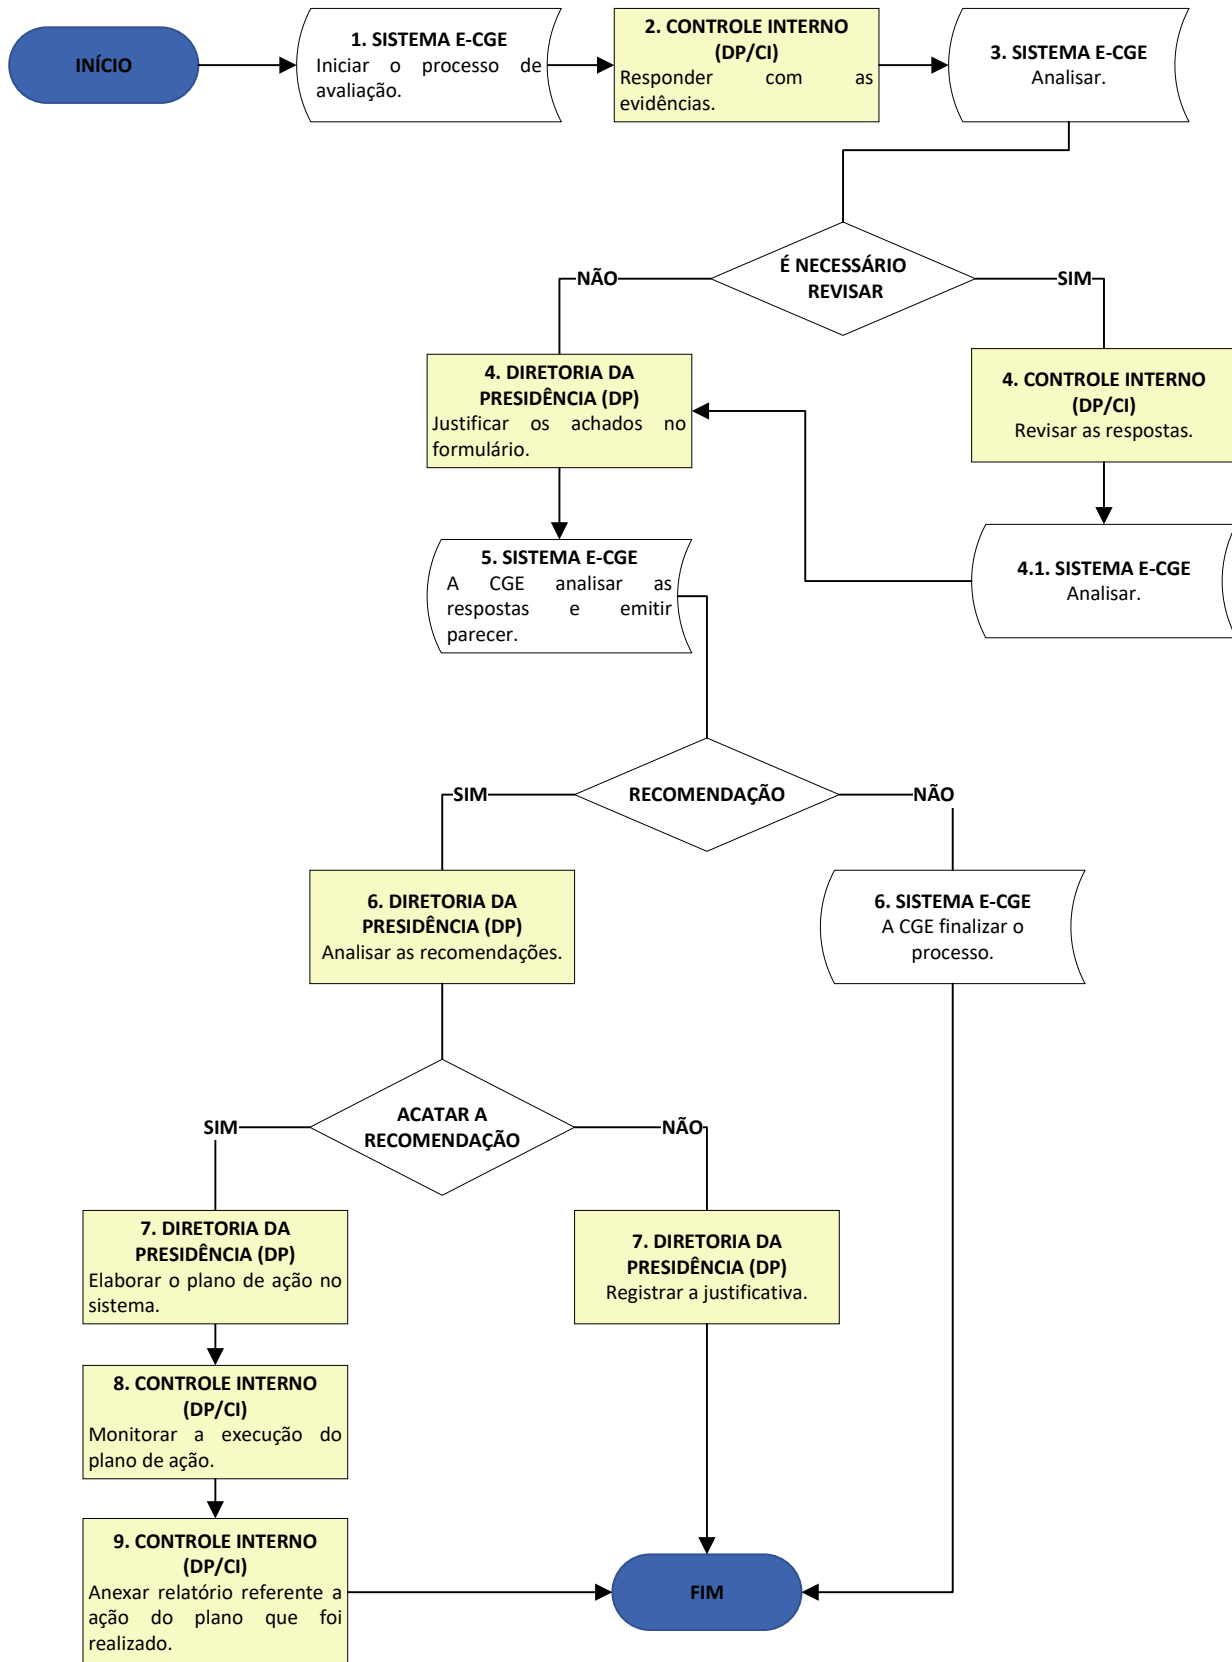 INÍCIO
1. SISTEMA E-CGE
Iniciar o processo de
avaliação.
2. CONTROLE INTERNO
(DP/CI)
Responder com as
evidências.
3. SISTEMA E-CGE
Analisar.
É NECESSÁRIO
REVISAR
NÃO
SIM
4. DIRETORIA DA
PRESIDÊNCIA (DP)
Justificar os achados no
formulário.
4. CONTROLE INTERNO
(DP/CI)
Revisar as respostas.
5. SISTEMA E-CGE
A CGE analisar as
respostas e emitir
parecer.
4.1. SISTEMA E-CGE
Analisar.
RECOMENDAÇÃO
SIM
NÃO
6. DIRETORIA DA
PRESIDÊNCIA (DP)
Analisar as recomendações.
6. SISTEMA E-CGE
A CGE finalizar o
processo.
ACATAR A
RECOMENDAÇÃO
SIM
NÃO
7. DIRETORIA DA
PRESIDÊNCIA (DP)
Elaborar o plano de ação no
sistema.
7. DIRETORIA DA
PRESIDÊNCIA (DP)
Registrar a justificativa.
8. CONTROLE INTERNO
(DP/CI)
Monitorar a execução do
plano de ação.
9. CONTROLE INTERNO
(DP/CI)
Anexar relatório referente a
ação do plano que foi
realizado.
FIM